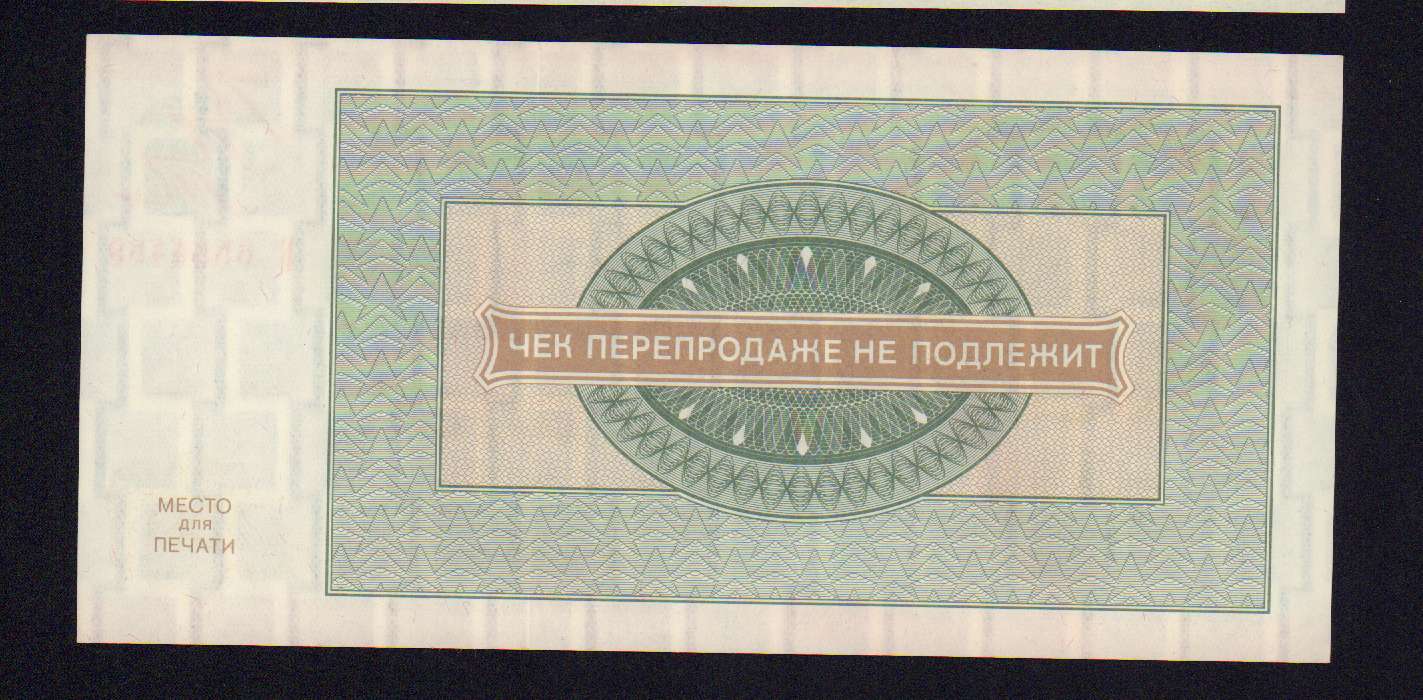 ЧЕК ПЕРЕПРОДАЖЕ НЕ ПОДЛЕЖИТ
МЕСТО
ДЛЯ
ПЕЧАТИ